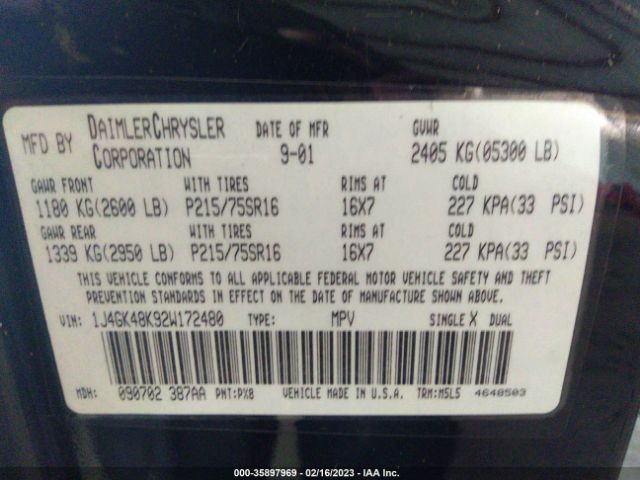 MFD BY DAIMLERCHRYSLER CORPORATION DATE OF MFR 9-01 GVWR 2405 KG(05300 LB)
GAWR FRONT WITH TIRES RIMS AT COLD
1180 KG(2600 LB) P215/75SR16 16X7 227 KPA(33 PSI)
GAWR REAR WITH TIRES RIMS AT COLD
1339 KG(2950 LB) P215/75SR16 16X7 227 KPA(33 PSI)
THIS VEHICLE CONFORMS TO ALL APPLICABLE FEDERAL MOTOR VEHICLE SAFETY AND THEFT
PREVENTION STANDARDS IN EFFECT ON THE DATE OF MANUFACTURE SHOWN ABOVE.
VIN: 1J4GK48K92W172480 TYPE: MPV SINGLE X DUAL
MDH: 090702 387AA PNT:PX8 VEHICLE MADE IN U.S.A. TRM:M5L5 4648503
000-35897969 - 02/16/2023 - IAA Inc.